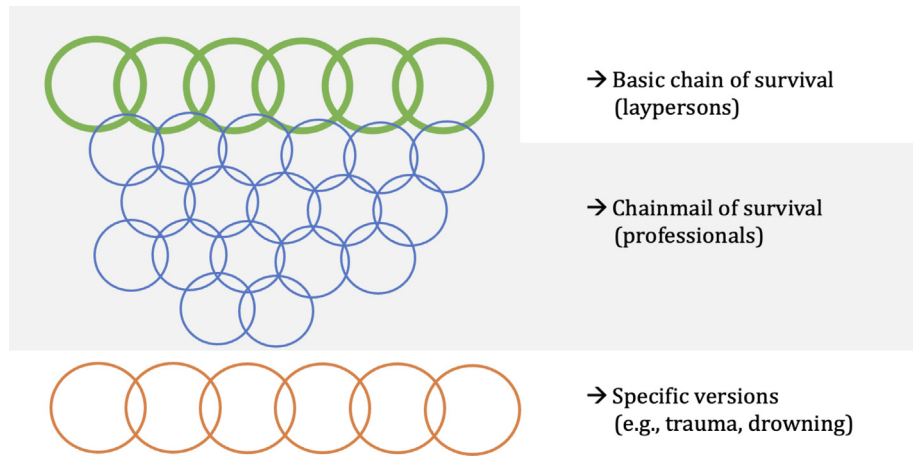 → Basic chain of survival
(laypersons)
→ Chainmail of survival
(professionals)
→ Specific versions
(e.g., trauma, drowning)